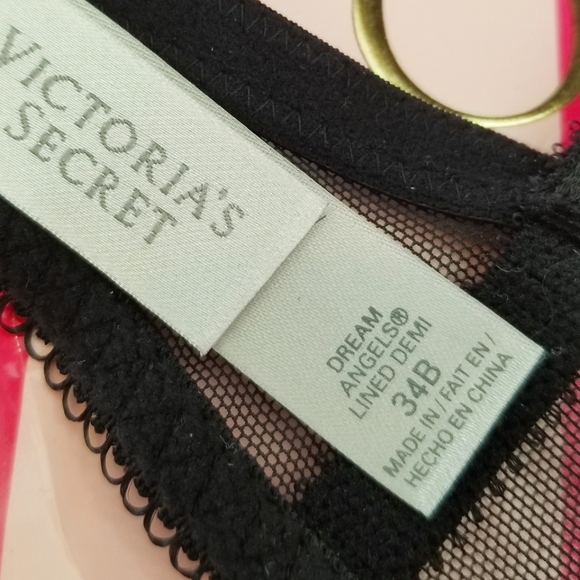 VICTORIA'S
SECRET
DREAM
ANGELS®
LINED DEMI
34B
MADE IN / FAIT EN /
HECHO EN CHINA